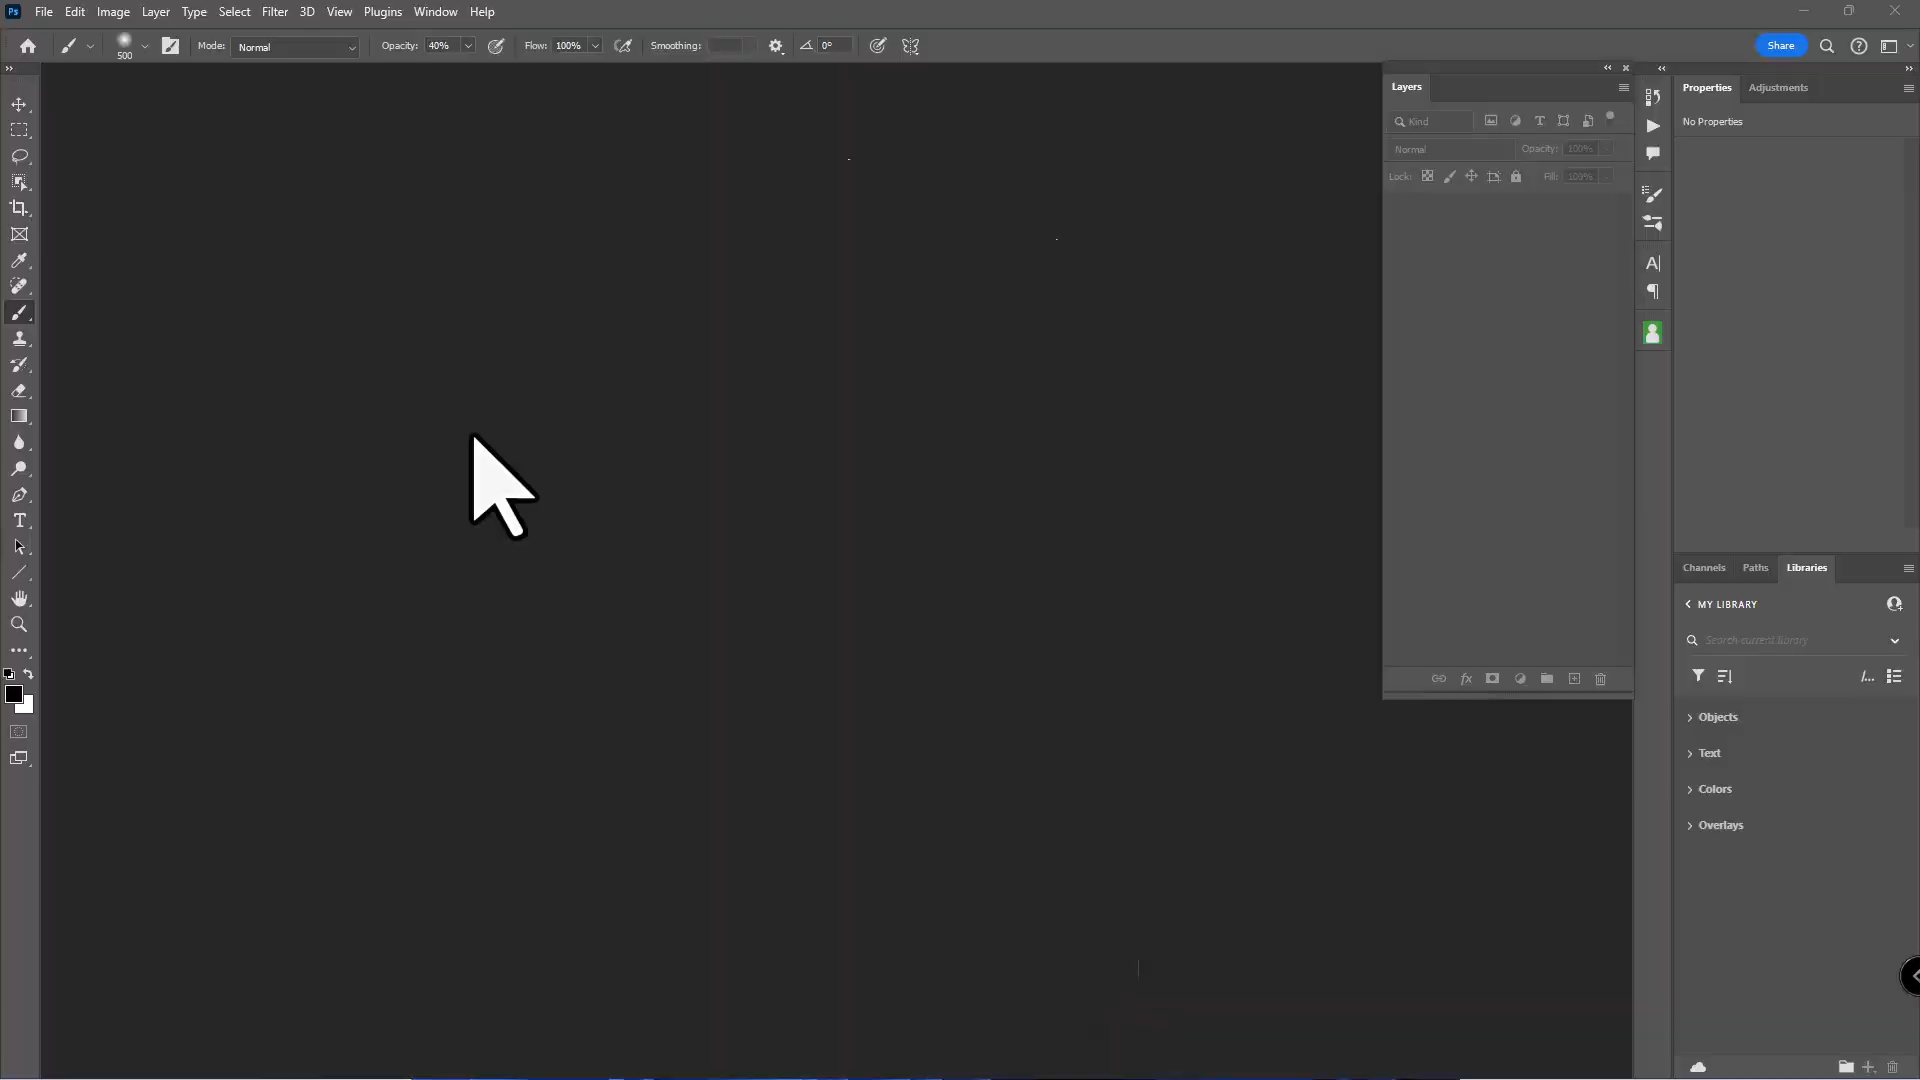 Ps File Edit Image Layer Type Select Filter 3D View Plugins Window Help
500 Mode: Normal Opacity: 40% Flow: 100% Smoothing: 0° Share
Layers
Kind
Normal Opacity: 100%
Lock: Fill: 100%
Properties Adjustments
No Properties
Channels Paths Libraries
MY LIBRARY
Search current library
Objects
Text
Colors
Overlays